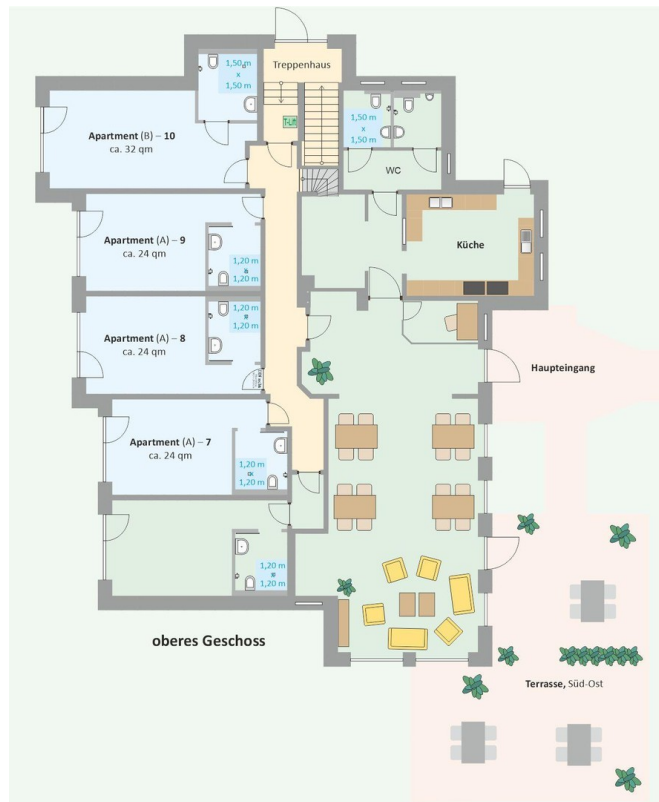 Treppenhaus
1,50 m
x
1,50 m
T-Lift
1,50 m
x
1,50 m
Apartment (B) – 10
ca. 32 qm
WC
Apartment (A) – 9
ca. 24 qm
1,20 m
1,20 m
Küche
Apartment (A) – 8
ca. 24 qm
1,20 m
1,20 m
Haupteingang
Apartment (A) – 7
ca. 24 qm
1,20 m
1,20 m
1,20 m
1,20 m
oberes Geschoss
Terrasse, Süd-Ost